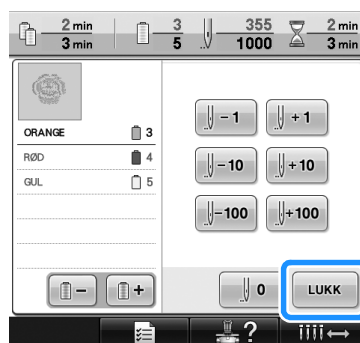 2 min 3 355 2 min
3 min 5 1000 3 min
ORANGE 3
RØD 4
GUL 5
- 1 + 1
- 10 + 10
- 100 + 100
- +
0 LUKK
?